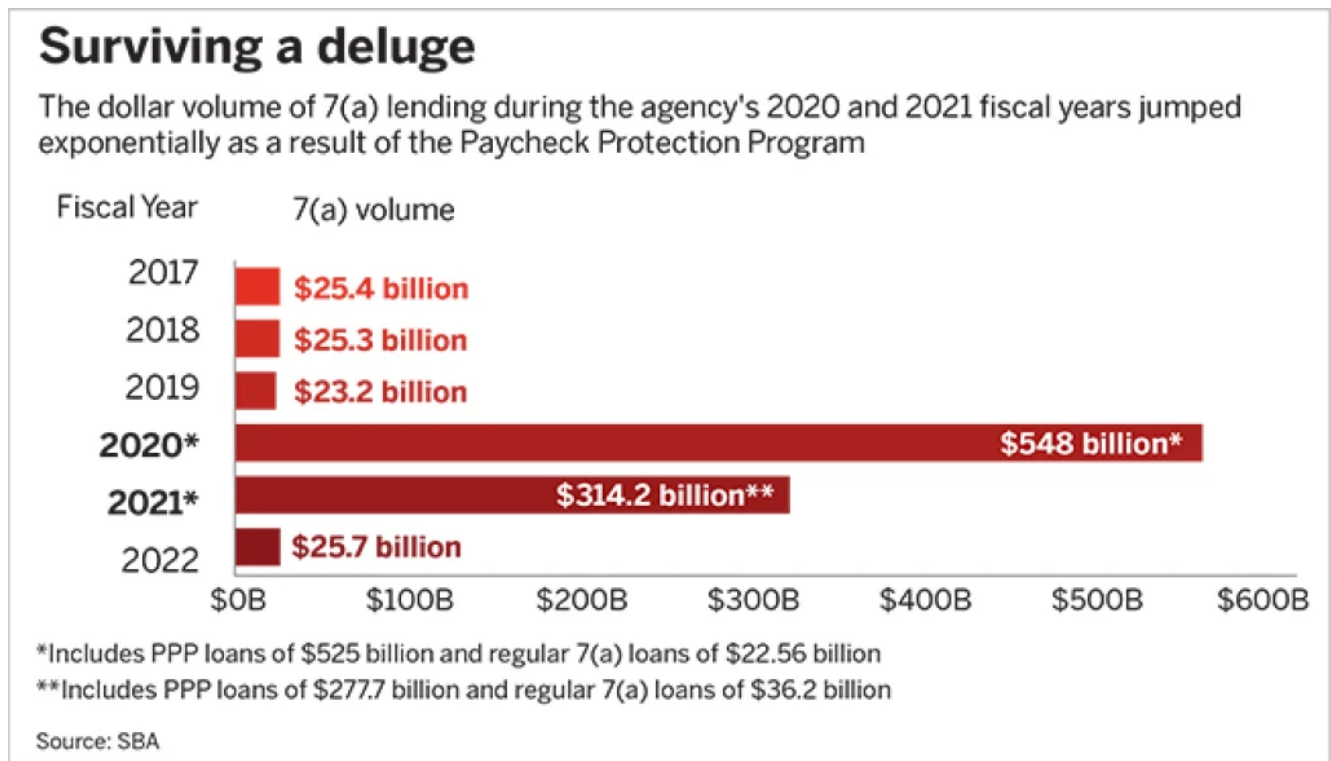 Surviving a deluge
The dollar volume of 7(a) lending during the agency's 2020 and 2021 fiscal years jumped
exponentially as a result of the Paycheck Protection Program
Fiscal Year 7(a) volume
2017 $25.4 billion
2018 $25.3 billion
2019 $23.2 billion
2020* $548 billion*
2021* $314.2 billion**
2022 $25.7 billion
$0B $100B $200B $300B $400B $500B $600B
*Includes PPP loans of $525 billion and regular 7(a) loans of $22.56 billion
**Includes PPP loans of $277.7 billion and regular 7(a) loans of $36.2 billion
Source: SBA